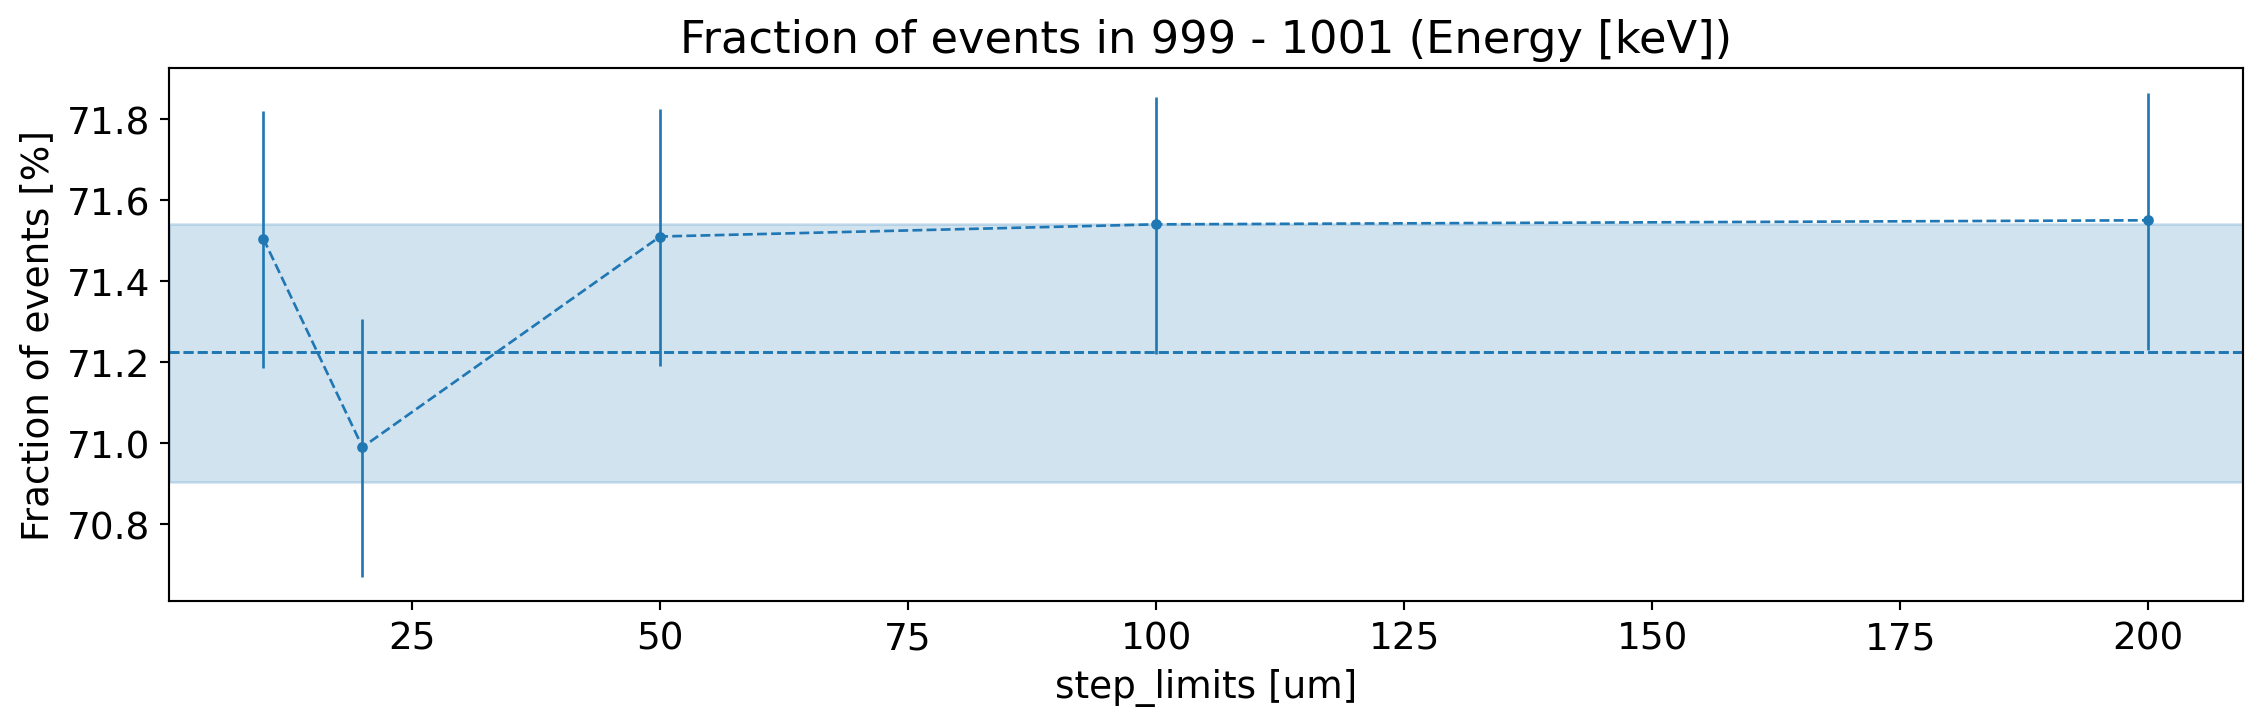 Fraction of events in 999 - 1001 (Energy [keV])
Fraction of events [%]
71.8
71.6
71.4
71.2
71.0
70.8
25 50 75 100 125 150 175 200
step_limits [um]